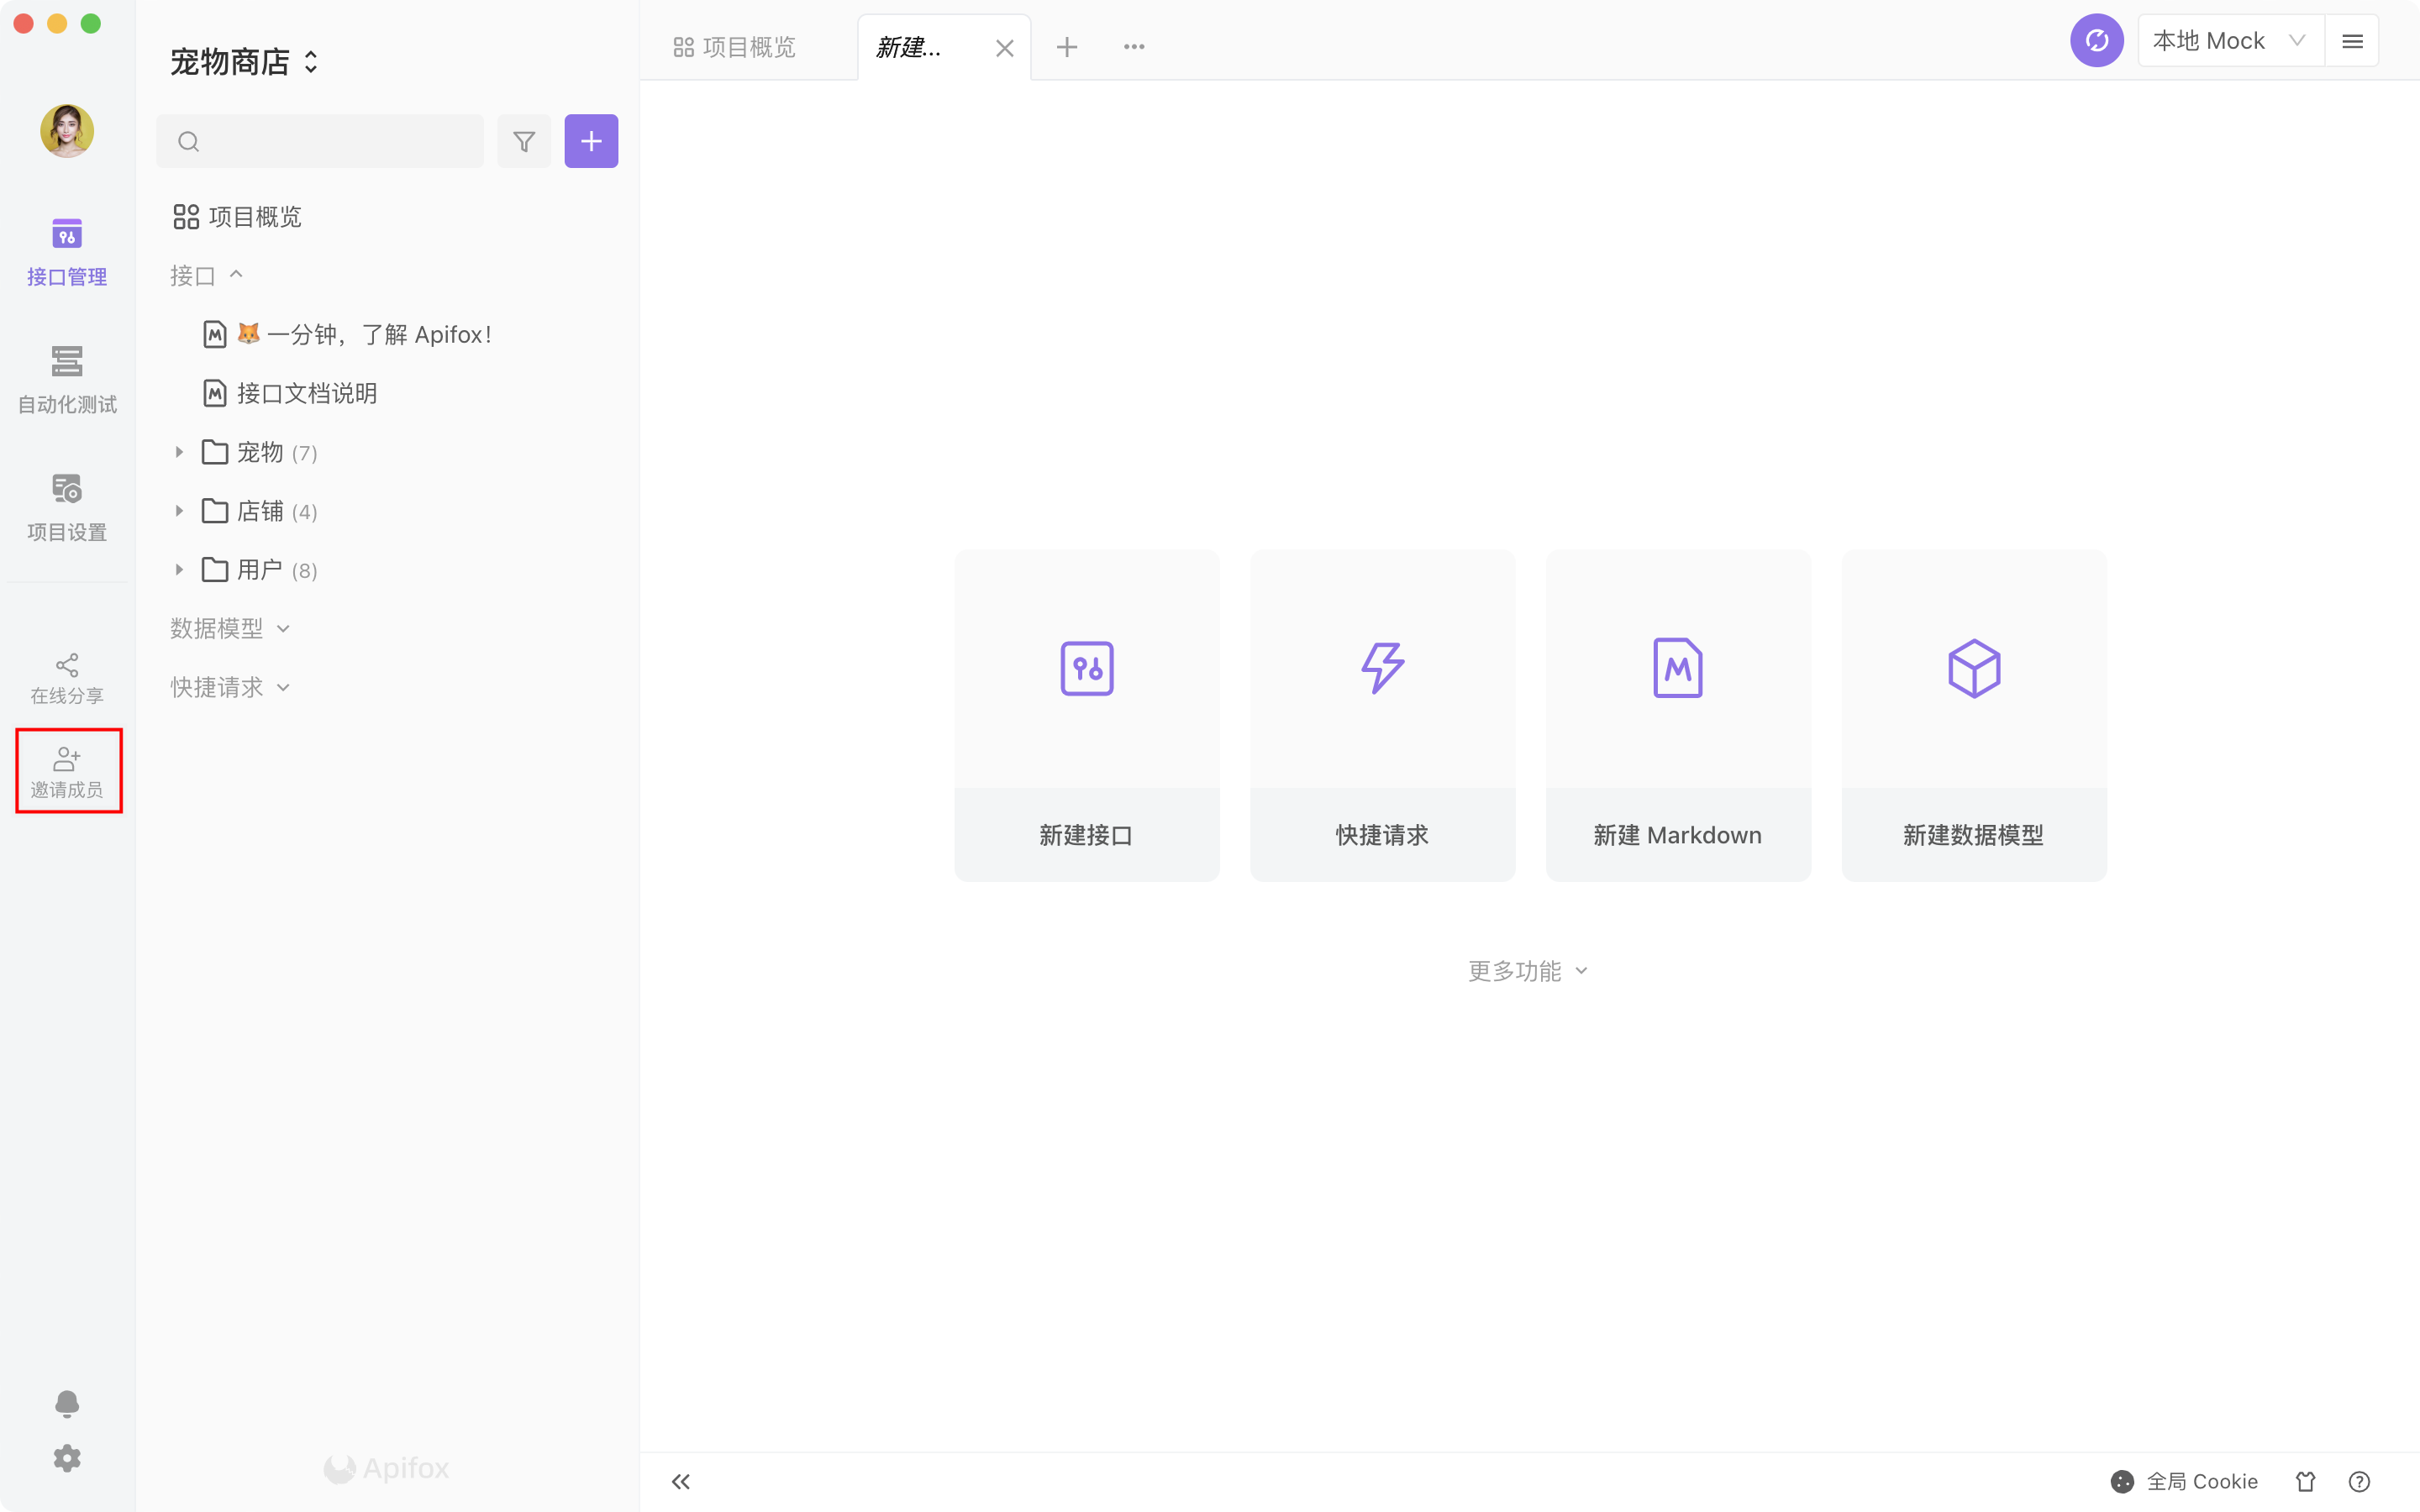 宠物商店
项目概览
新建...
本地 Mock
接口管理
自动化测试
项目设置
在线分享
邀请成员
项目概览
接口
🦊 一分钟，了解 Apifox！
接口文档说明
宠物 (7)
店铺 (4)
用户 (8)
数据模型
快捷请求
新建接口
快捷请求
新建 Markdown
新建数据模型
更多功能
Apifox
全局 Cookie